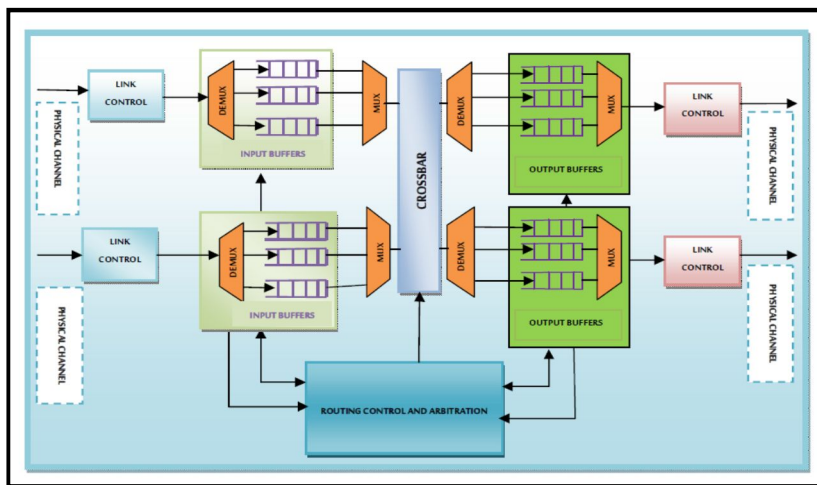 LINK
CONTROL
PHYSICAL CHANNEL
DEMUX
INPUT BUFFERS
MUX
CROSSBAR
DEMUX
MUX
OUTPUT BUFFERS
LINK
CONTROL
PHYSICAL CHANNEL
LINK
CONTROL
PHYSICAL CHANNEL
DEMUX
INPUT BUFFERS
MUX
DEMUX
MUX
OUTPUT BUFFERS
LINK
CONTROL
PHYSICAL CHANNEL
ROUTING CONTROL AND ARBITRATION